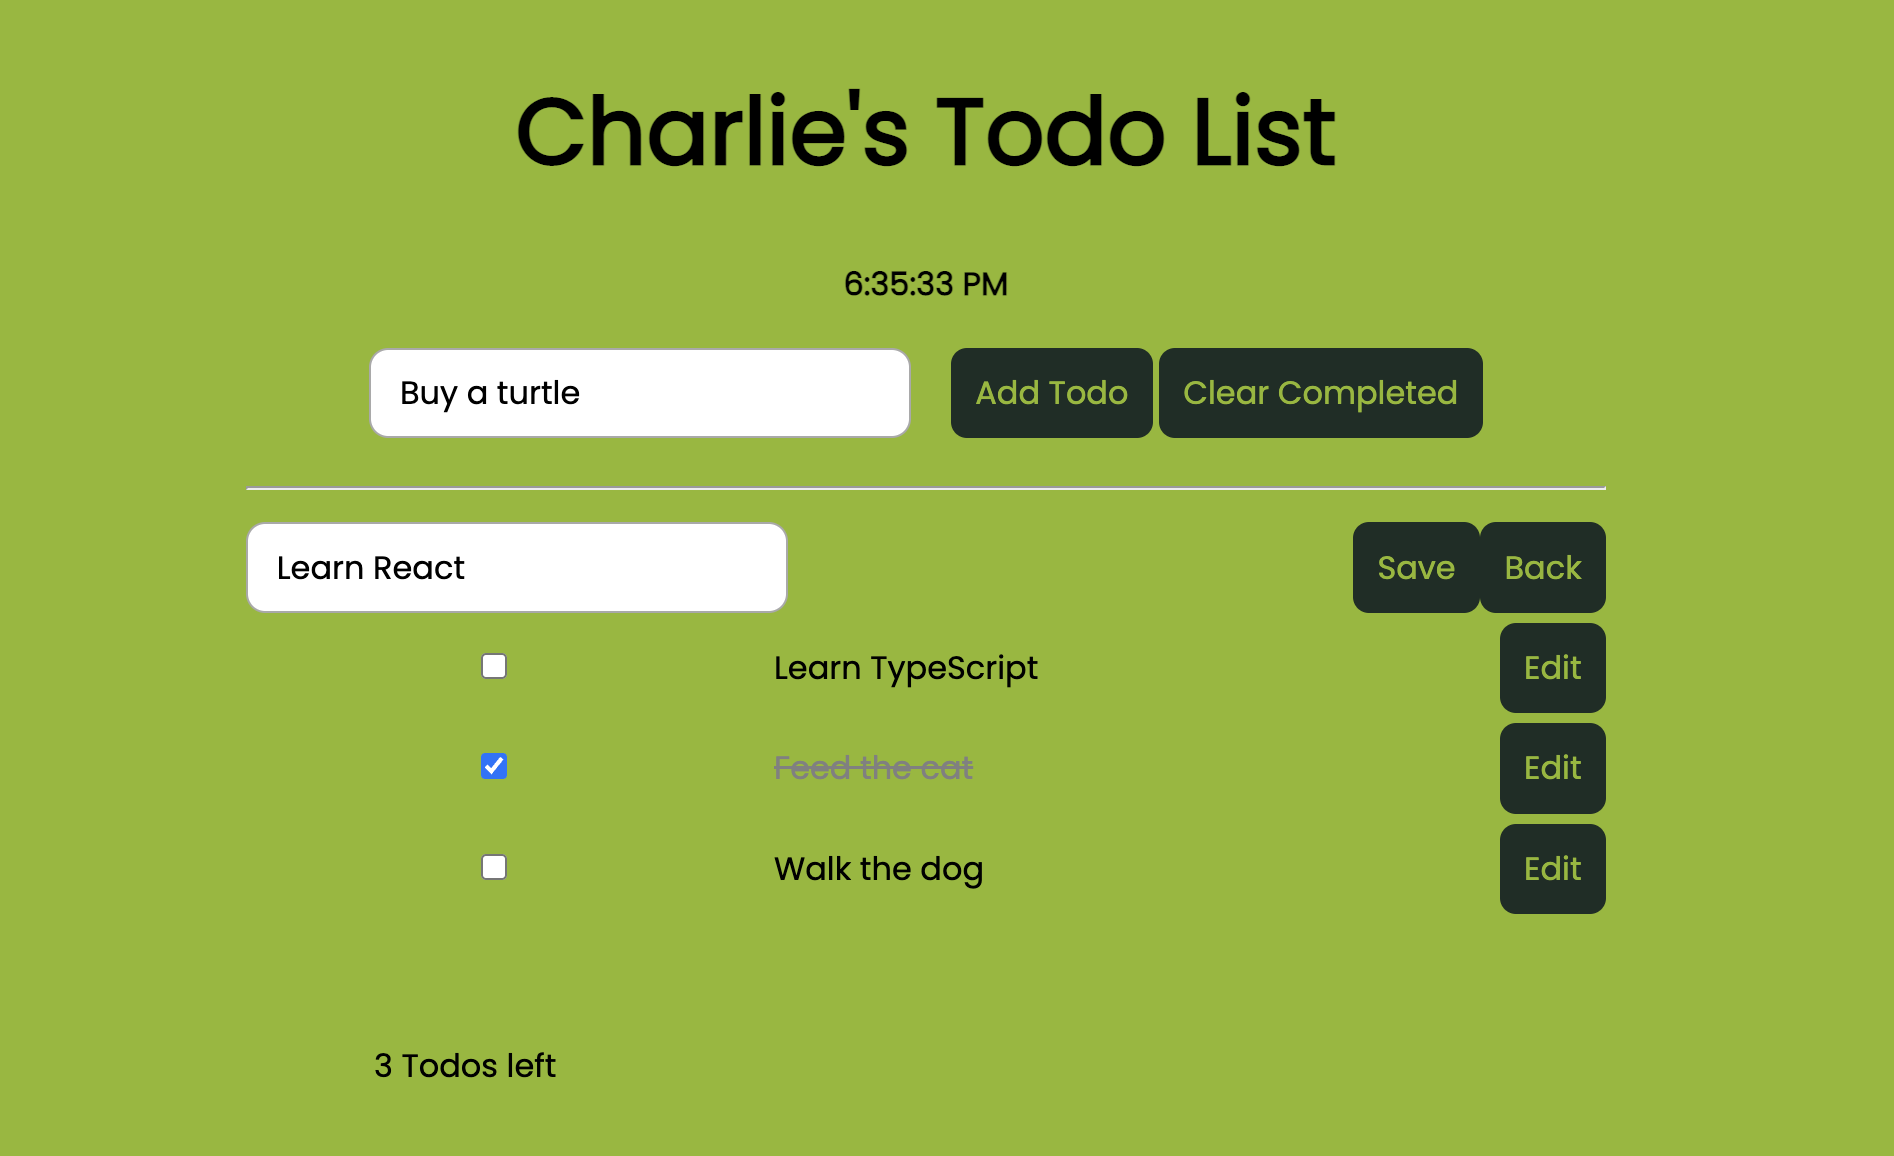 Charlie's Todo List
6:35:33 PM
Buy a turtle
Add Todo
Clear Completed
Learn React
Save
Back
Learn TypeScript
Edit
Feed the cat
Edit
Walk the dog
Edit
3 Todos left